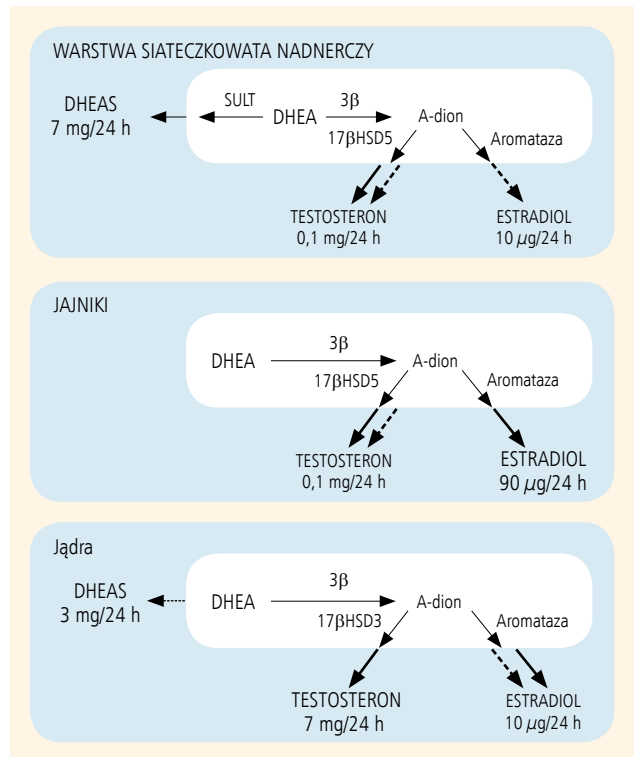 WARSTWA SIATECZKOWATA NADNERCZY
DHEAS
7 mg/24 h
SULT
DHEA
3β
17βHSD5
A-dion
Aromataza
TESTOSTERON
0,1 mg/24 h
ESTRADIOL
10 µg/24 h
JAJNIKI
DHEA
3β
17βHSD5
A-dion
Aromataza
TESTOSTERON
0,1 mg/24 h
ESTRADIOL
90 µg/24 h
Jądra
DHEAS
3 mg/24 h
DHEA
3β
17βHSD3
A-dion
Aromataza
TESTOSTERON
7 mg/24 h
ESTRADIOL
10 µg/24 h